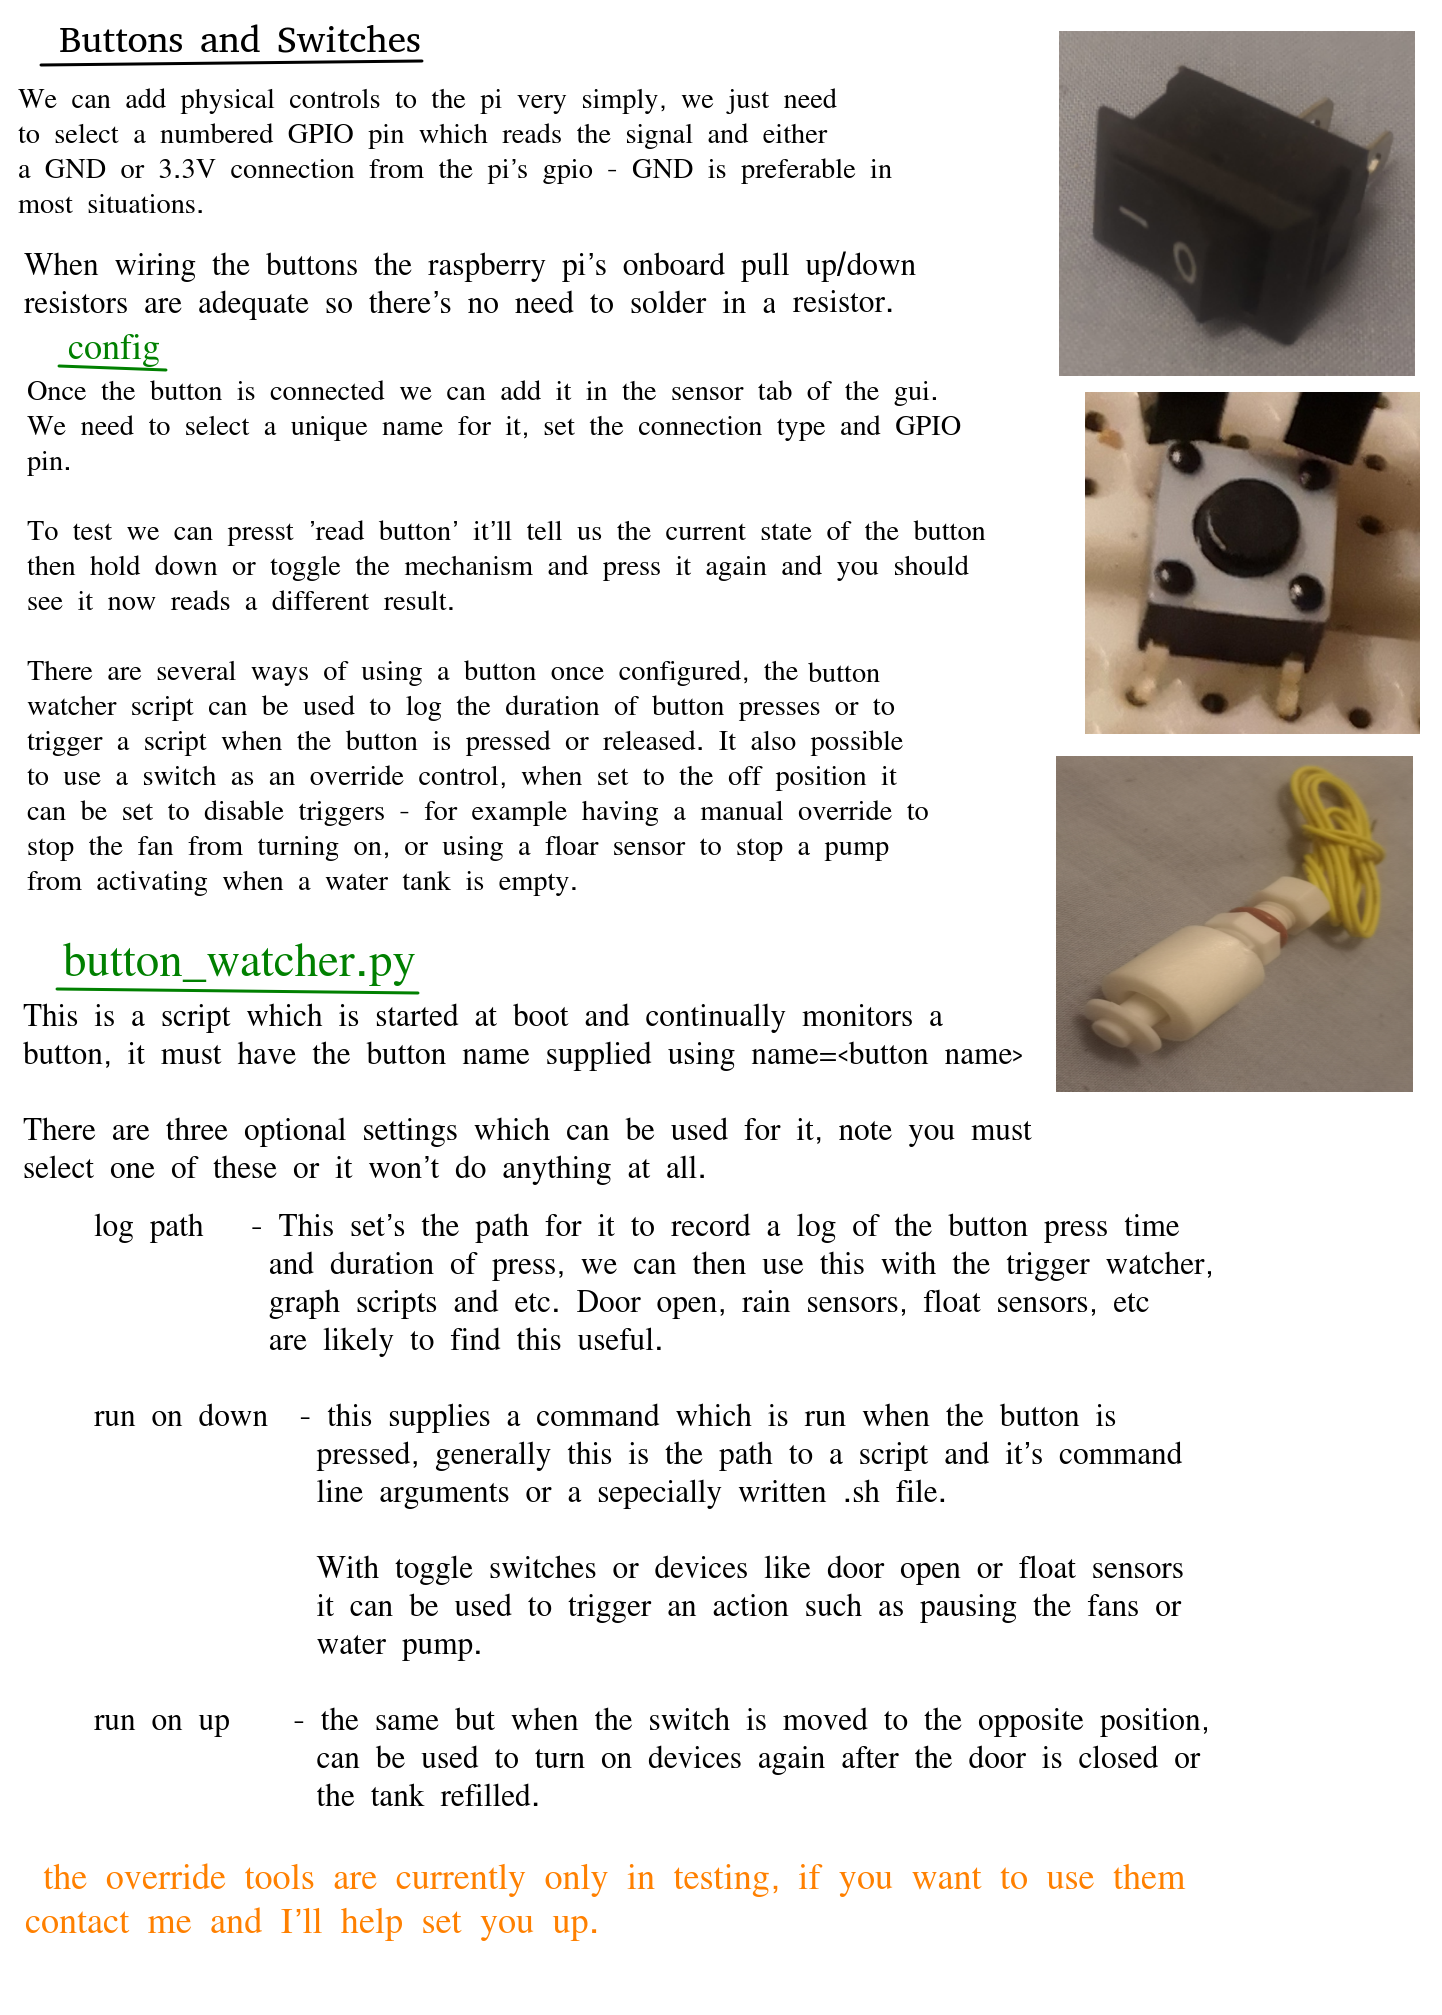 Buttons and Switches
We can add physical controls to the pi very simply, we just need
to select a numbered GPIO pin which reads the signal and either
a GND or 3.3V connection from the pi's gpio - GND is preferable in
most situations.
When wiring the buttons the raspberry pi's onboard pull up/down
resistors are adequate so there's no need to solder in a resistor.
config
Once the button is connected we can add it in the sensor tab of the gui.
We need to select a unique name for it, set the connection type and GPIO
pin.
To test we can presst 'read button' it'll tell us the current state of the button
then hold down or toggle the mechanism and press it again and you should
see it now reads a different result.
There are several ways of using a button once configured, the button
watcher script can be used to log the duration of button presses or to
trigger a script when the button is pressed or released. It also possible
to use a switch as an override control, when set to the off position it
can be set to disable triggers - for example having a manual override to
stop the fan from turning on, or using a floar sensor to stop a pump
from activating when a water tank is empty.
button_watcher.py
This is a script which is started at boot and continually monitors a
button, it must have the button name supplied using name=<button name>
There are three optional settings which can be used for it, note you must
select one of these or it won't do anything at all.
log path - This set's the path for it to record a log of the button press time
and duration of press, we can then use this with the trigger watcher,
graph scripts and etc. Door open, rain sensors, float sensors, etc
are likely to find this useful.
run on down - this supplies a command which is run when the button is
pressed, generally this is the path to a script and it's command
line arguments or a sepecially written .sh file.
With toggle switches or devices like door open or float sensors
it can be used to trigger an action such as pausing the fans or
water pump.
run on up - the same but when the switch is moved to the opposite position,
can be used to turn on devices again after the door is closed or
the tank refilled.
the override tools are currently only in testing, if you want to use them
contact me and I'll help set you up.